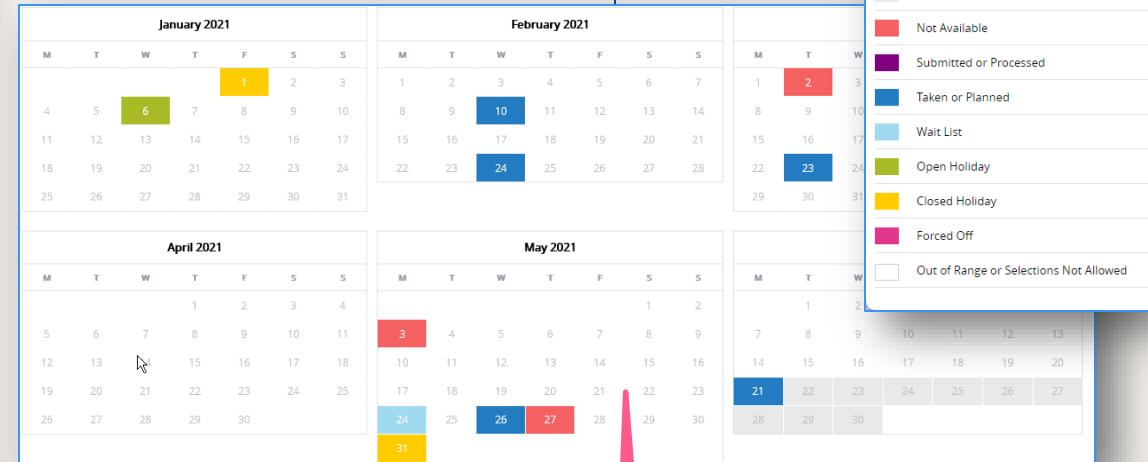 January 2021
M T W T F S S
1 2 3
4 5 6 7 8 9 10
11 12 13 14 15 16 17
18 19 20 21 22 23 24
25 26 27 28 29 30 31
February 2021
M T W T F S S
1 2 3 4 5 6 7
8 9 10 11 12 13 14
15 16 17 18 19 20 21
22 23 24 25 26 27 28
M T W
1 2 3
8 9 10
15 16 17
22 23 24
29 30 31
Not Available
Submitted or Processed
Taken or Planned
Wait List
Open Holiday
Closed Holiday
Forced Off
Out of Range or Selections Not Allowed
April 2021
M T W T F S S
1 2 3 4
5 6 7 8 9 10 11
12 13 14 15 16 17 18
19 20 21 22 23 24 25
26 27 28 29 30
May 2021
M T W T F S S
1 2
3 4 5 6 7 8 9
10 11 12 13 14 15 16
17 18 19 20 21 22 23
24 25 26 27 28 29 30
31
M T W
1 2
7 8 9 10 11 12 13
14 15 16 17 18 19 20
21 22 23 24 25 26 27
28 29 30